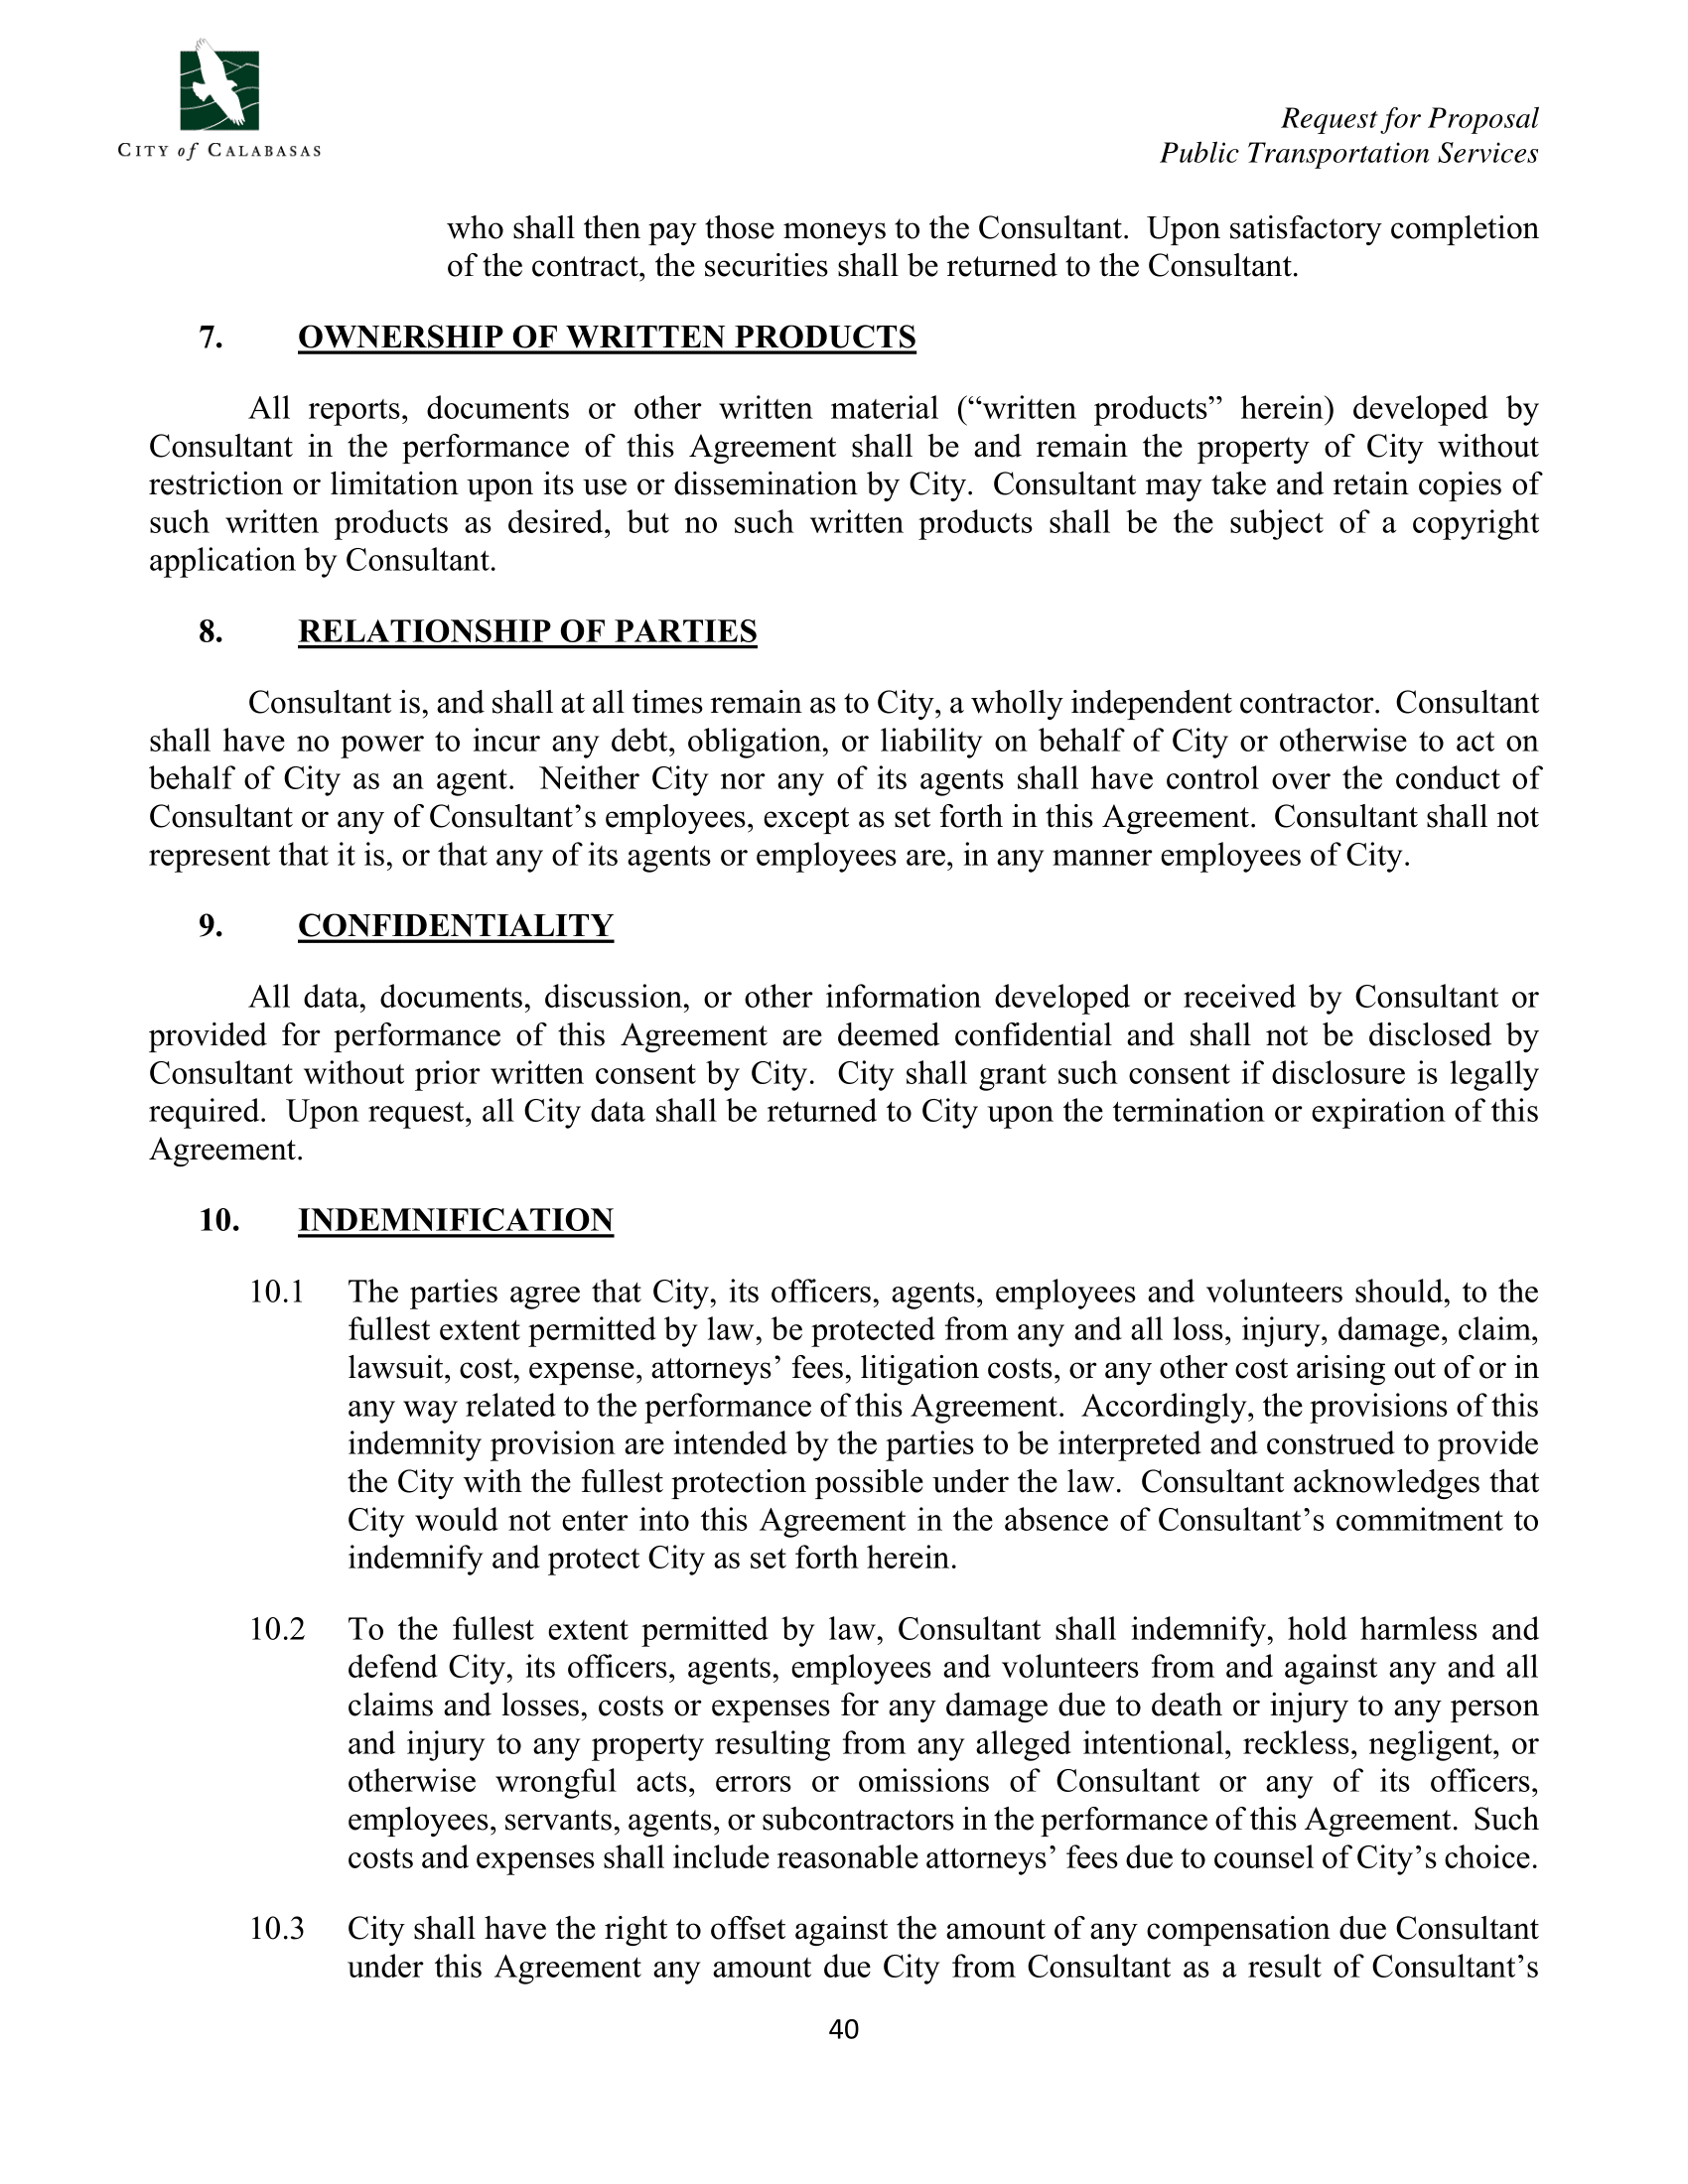 CITY of CALABASAS
Request for Proposal
Public Transportation Services
who shall then pay those moneys to the Consultant.  Upon satisfactory completion
of the contract, the securities shall be returned to the Consultant.
7. OWNERSHIP OF WRITTEN PRODUCTS
All reports, documents or other written material (“written products” herein) developed by
Consultant in the performance of this Agreement shall be and remain the property of City without
restriction or limitation upon its use or dissemination by City.  Consultant may take and retain copies of
such written products as desired, but no such written products shall be the subject of a copyright
application by Consultant.
8. RELATIONSHIP OF PARTIES
Consultant is, and shall at all times remain as to City, a wholly independent contractor.  Consultant
shall have no power to incur any debt, obligation, or liability on behalf of City or otherwise to act on
behalf of City as an agent.  Neither City nor any of its agents shall have control over the conduct of
Consultant or any of Consultant’s employees, except as set forth in this Agreement.  Consultant shall not
represent that it is, or that any of its agents or employees are, in any manner employees of City.
9. CONFIDENTIALITY
All data, documents, discussion, or other information developed or received by Consultant or
provided for performance of this Agreement are deemed confidential and shall not be disclosed by
Consultant without prior written consent by City.  City shall grant such consent if disclosure is legally
required.  Upon request, all City data shall be returned to City upon the termination or expiration of this
Agreement.
10. INDEMNIFICATION
10.1 The parties agree that City, its officers, agents, employees and volunteers should, to the
fullest extent permitted by law, be protected from any and all loss, injury, damage, claim,
lawsuit, cost, expense, attorneys’ fees, litigation costs, or any other cost arising out of or in
any way related to the performance of this Agreement.  Accordingly, the provisions of this
indemnity provision are intended by the parties to be interpreted and construed to provide
the City with the fullest protection possible under the law.  Consultant acknowledges that
City would not enter into this Agreement in the absence of Consultant’s commitment to
indemnify and protect City as set forth herein.
10.2 To the fullest extent permitted by law, Consultant shall indemnify, hold harmless and
defend City, its officers, agents, employees and volunteers from and against any and all
claims and losses, costs or expenses for any damage due to death or injury to any person
and injury to any property resulting from any alleged intentional, reckless, negligent, or
otherwise wrongful acts, errors or omissions of Consultant or any of its officers,
employees, servants, agents, or subcontractors in the performance of this Agreement.  Such
costs and expenses shall include reasonable attorneys’ fees due to counsel of City’s choice.
10.3 City shall have the right to offset against the amount of any compensation due Consultant
under this Agreement any amount due City from Consultant as a result of Consultant’s
40